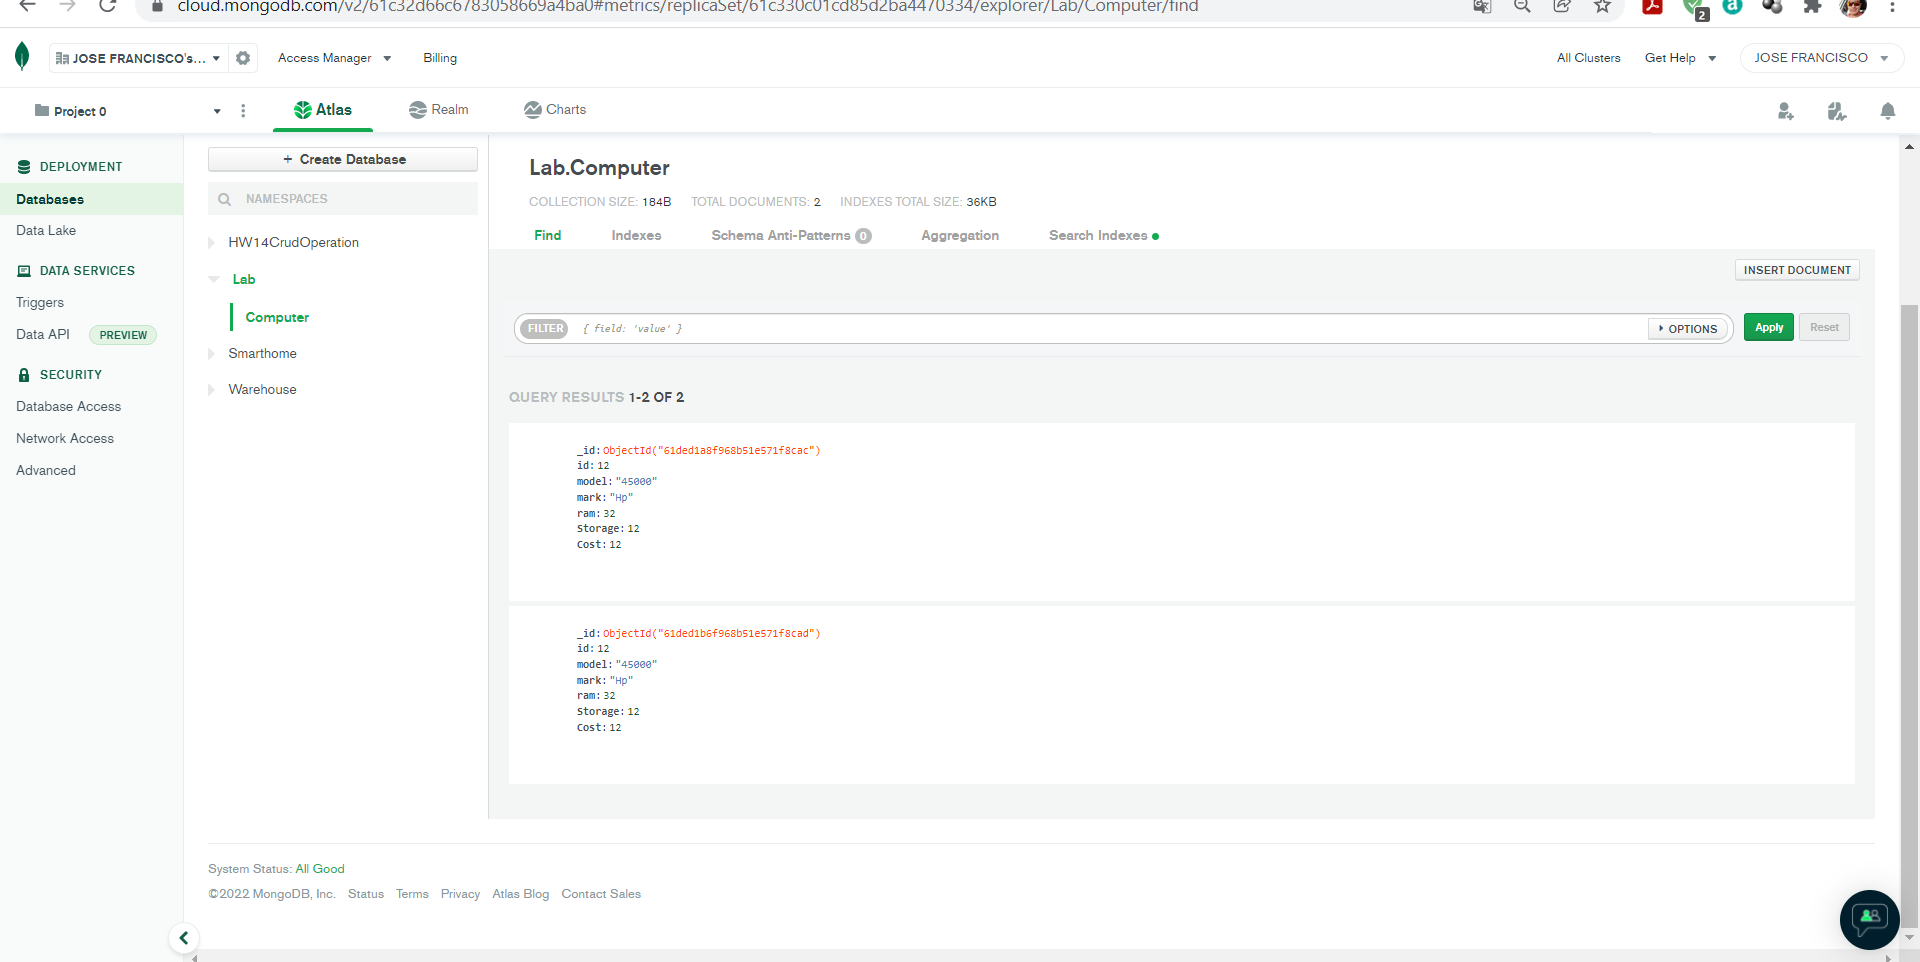 cloud.mongodb.com/v2/61c32d66c6783058669a4ba0#metrics/replicaSet/61c330c01cd85d2ba4470334/explorer/Lab/Computer/find
2
JOSE FRANCISCO's...
Access Manager
Billing
All Clusters
Get Help
JOSE FRANCISCO
Project 0
Atlas
Realm
Charts
DEPLOYMENT
Databases
Data Lake
DATA SERVICES
Triggers
Data API PREVIEW
SECURITY
Database Access
Network Access
Advanced
+ Create Database
NAMESPACES
HW14CrudOperation
Lab
Computer
Smarthome
Warehouse
Lab.Computer
COLLECTION SIZE: 184B TOTAL DOCUMENTS: 2 INDEXES TOTAL SIZE: 36KB
Find Indexes Schema Anti-Patterns 0 Aggregation Search Indexes
INSERT DOCUMENT
FILTER { field: 'value' } OPTIONS Apply Reset
QUERY RESULTS 1-2 OF 2
_id: ObjectId("61ded1a8f968b51e571f8cac")
id: 12
model: "45000"
mark: "Hp"
ram: 32
Storage: 12
Cost: 12
_id: ObjectId("61ded1b6f968b51e571f8cad")
id: 12
model: "45000"
mark: "Hp"
ram: 32
Storage: 12
Cost: 12
System Status: All Good
©2022 MongoDB, Inc. Status Terms Privacy Atlas Blog Contact Sales